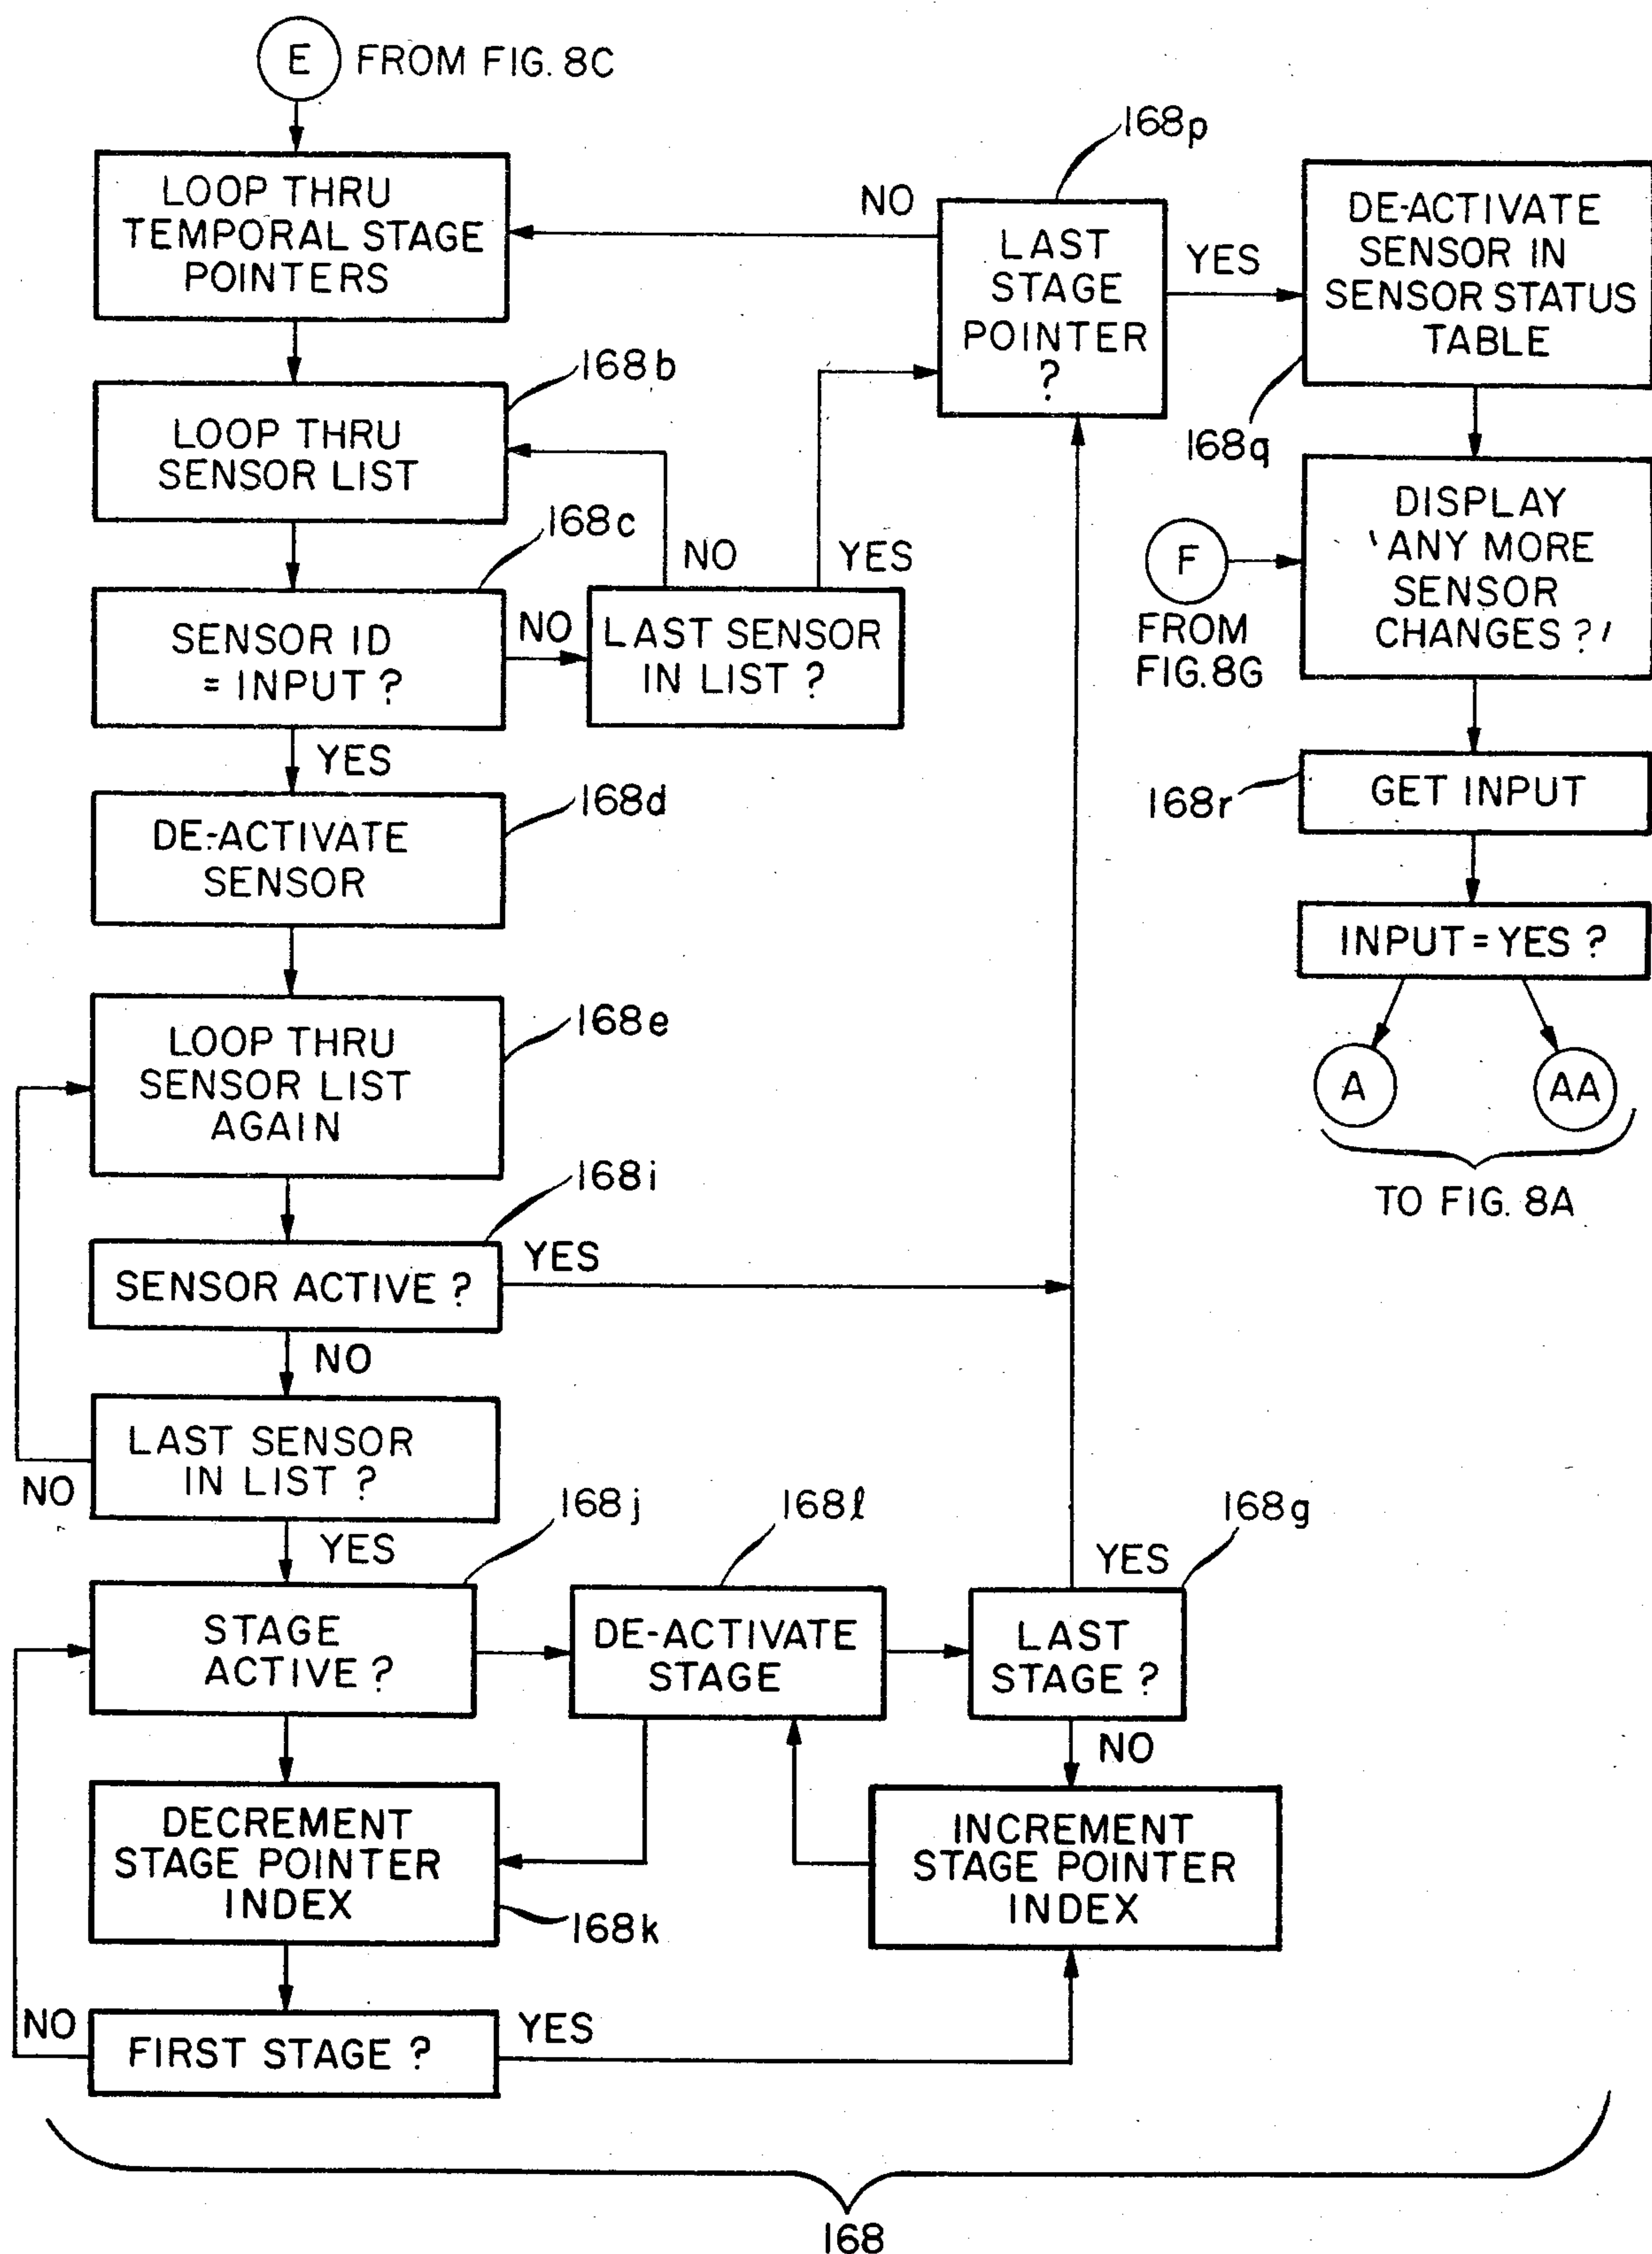 E FROM FIG. 8C
LOOP THRU
TEMPORAL STAGE
POINTERS
168b
LOOP THRU
SENSOR LIST
168c
SENSOR ID
= INPUT ?
NO
LAST SENSOR
IN LIST ?
NO
YES
YES
168d
DE-ACTIVATE
SENSOR
168e
LOOP THRU
SENSOR LIST
AGAIN
168i
SENSOR ACTIVE ?
YES
NO
LAST SENSOR
IN LIST ?
NO
YES
168j
STAGE
ACTIVE ?
168l
DE-ACTIVATE
STAGE
168g
YES
LAST
STAGE ?
NO
DECREMENT
STAGE POINTER
INDEX
168k
INCREMENT
STAGE POINTER
INDEX
NO
FIRST STAGE ?
YES
168p
NO
LAST
STAGE
POINTER
?
YES
DE-ACTIVATE
SENSOR IN
SENSOR STATUS
TABLE
168q
DISPLAY
'ANY MORE
SENSOR
CHANGES ?'
F
FROM
FIG. 8G
168r
GET INPUT
INPUT = YES ?
A AA
TO FIG. 8A
168